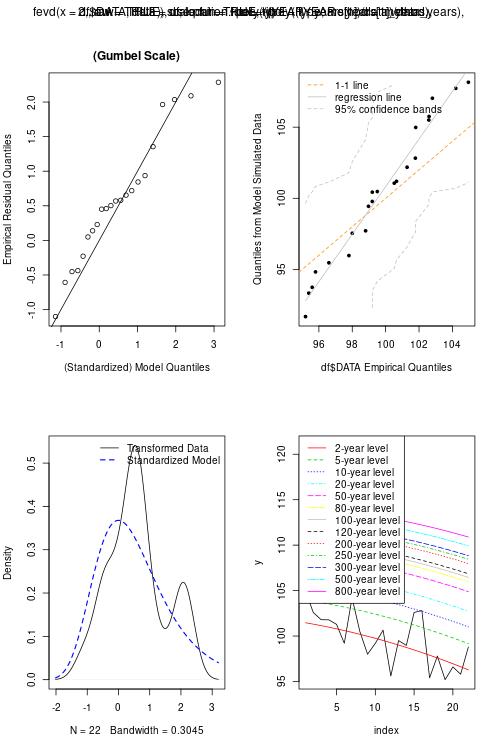 fevd(x =
(Gumbel Scale)
Empirical Residual Quantiles
2.0
1.5
1.0
0.5
0.0
-1.0
-1
0
1
2
3
(Standardized) Model Quantiles
1-1 line
regression line
95% confidence bands
Quantiles from Model Simulated Data
105
100
95
96
98
100
102
104
df$DATA Empirical Quantiles
Transformed Data
Standardized Model
Density
0.5
0.4
0.3
0.2
0.1
0.0
-2
-1
0
1
2
3
N = 22 Bandwidth = 0.3045
2-year level
5-year level
10-year level
20-year level
50-year level
80-year level
100-year level
120-year level
200-year level
250-year level
300-year level
500-year level
800-year level
y
120
115
110
105
100
95
5
10
15
20
index